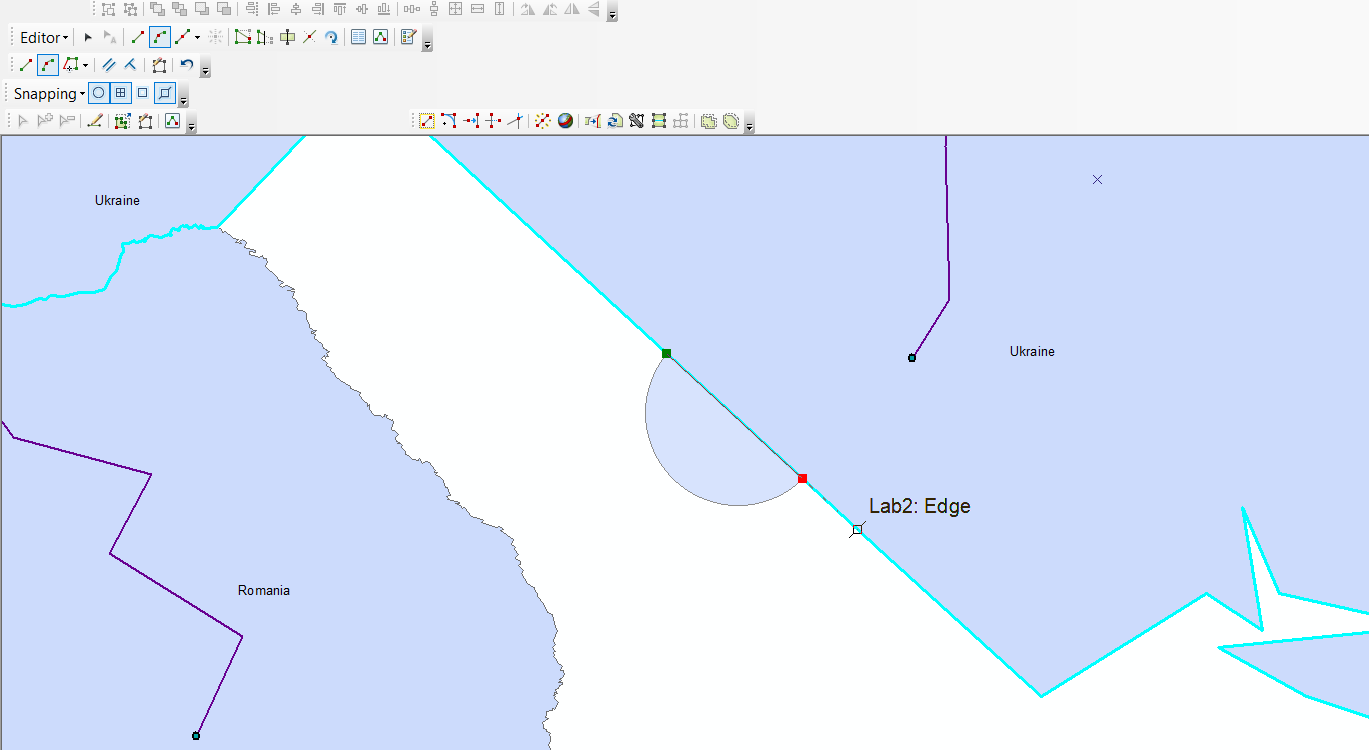 Editor
Snapping
Ukraine
Ukraine
Lab2: Edge
Romania